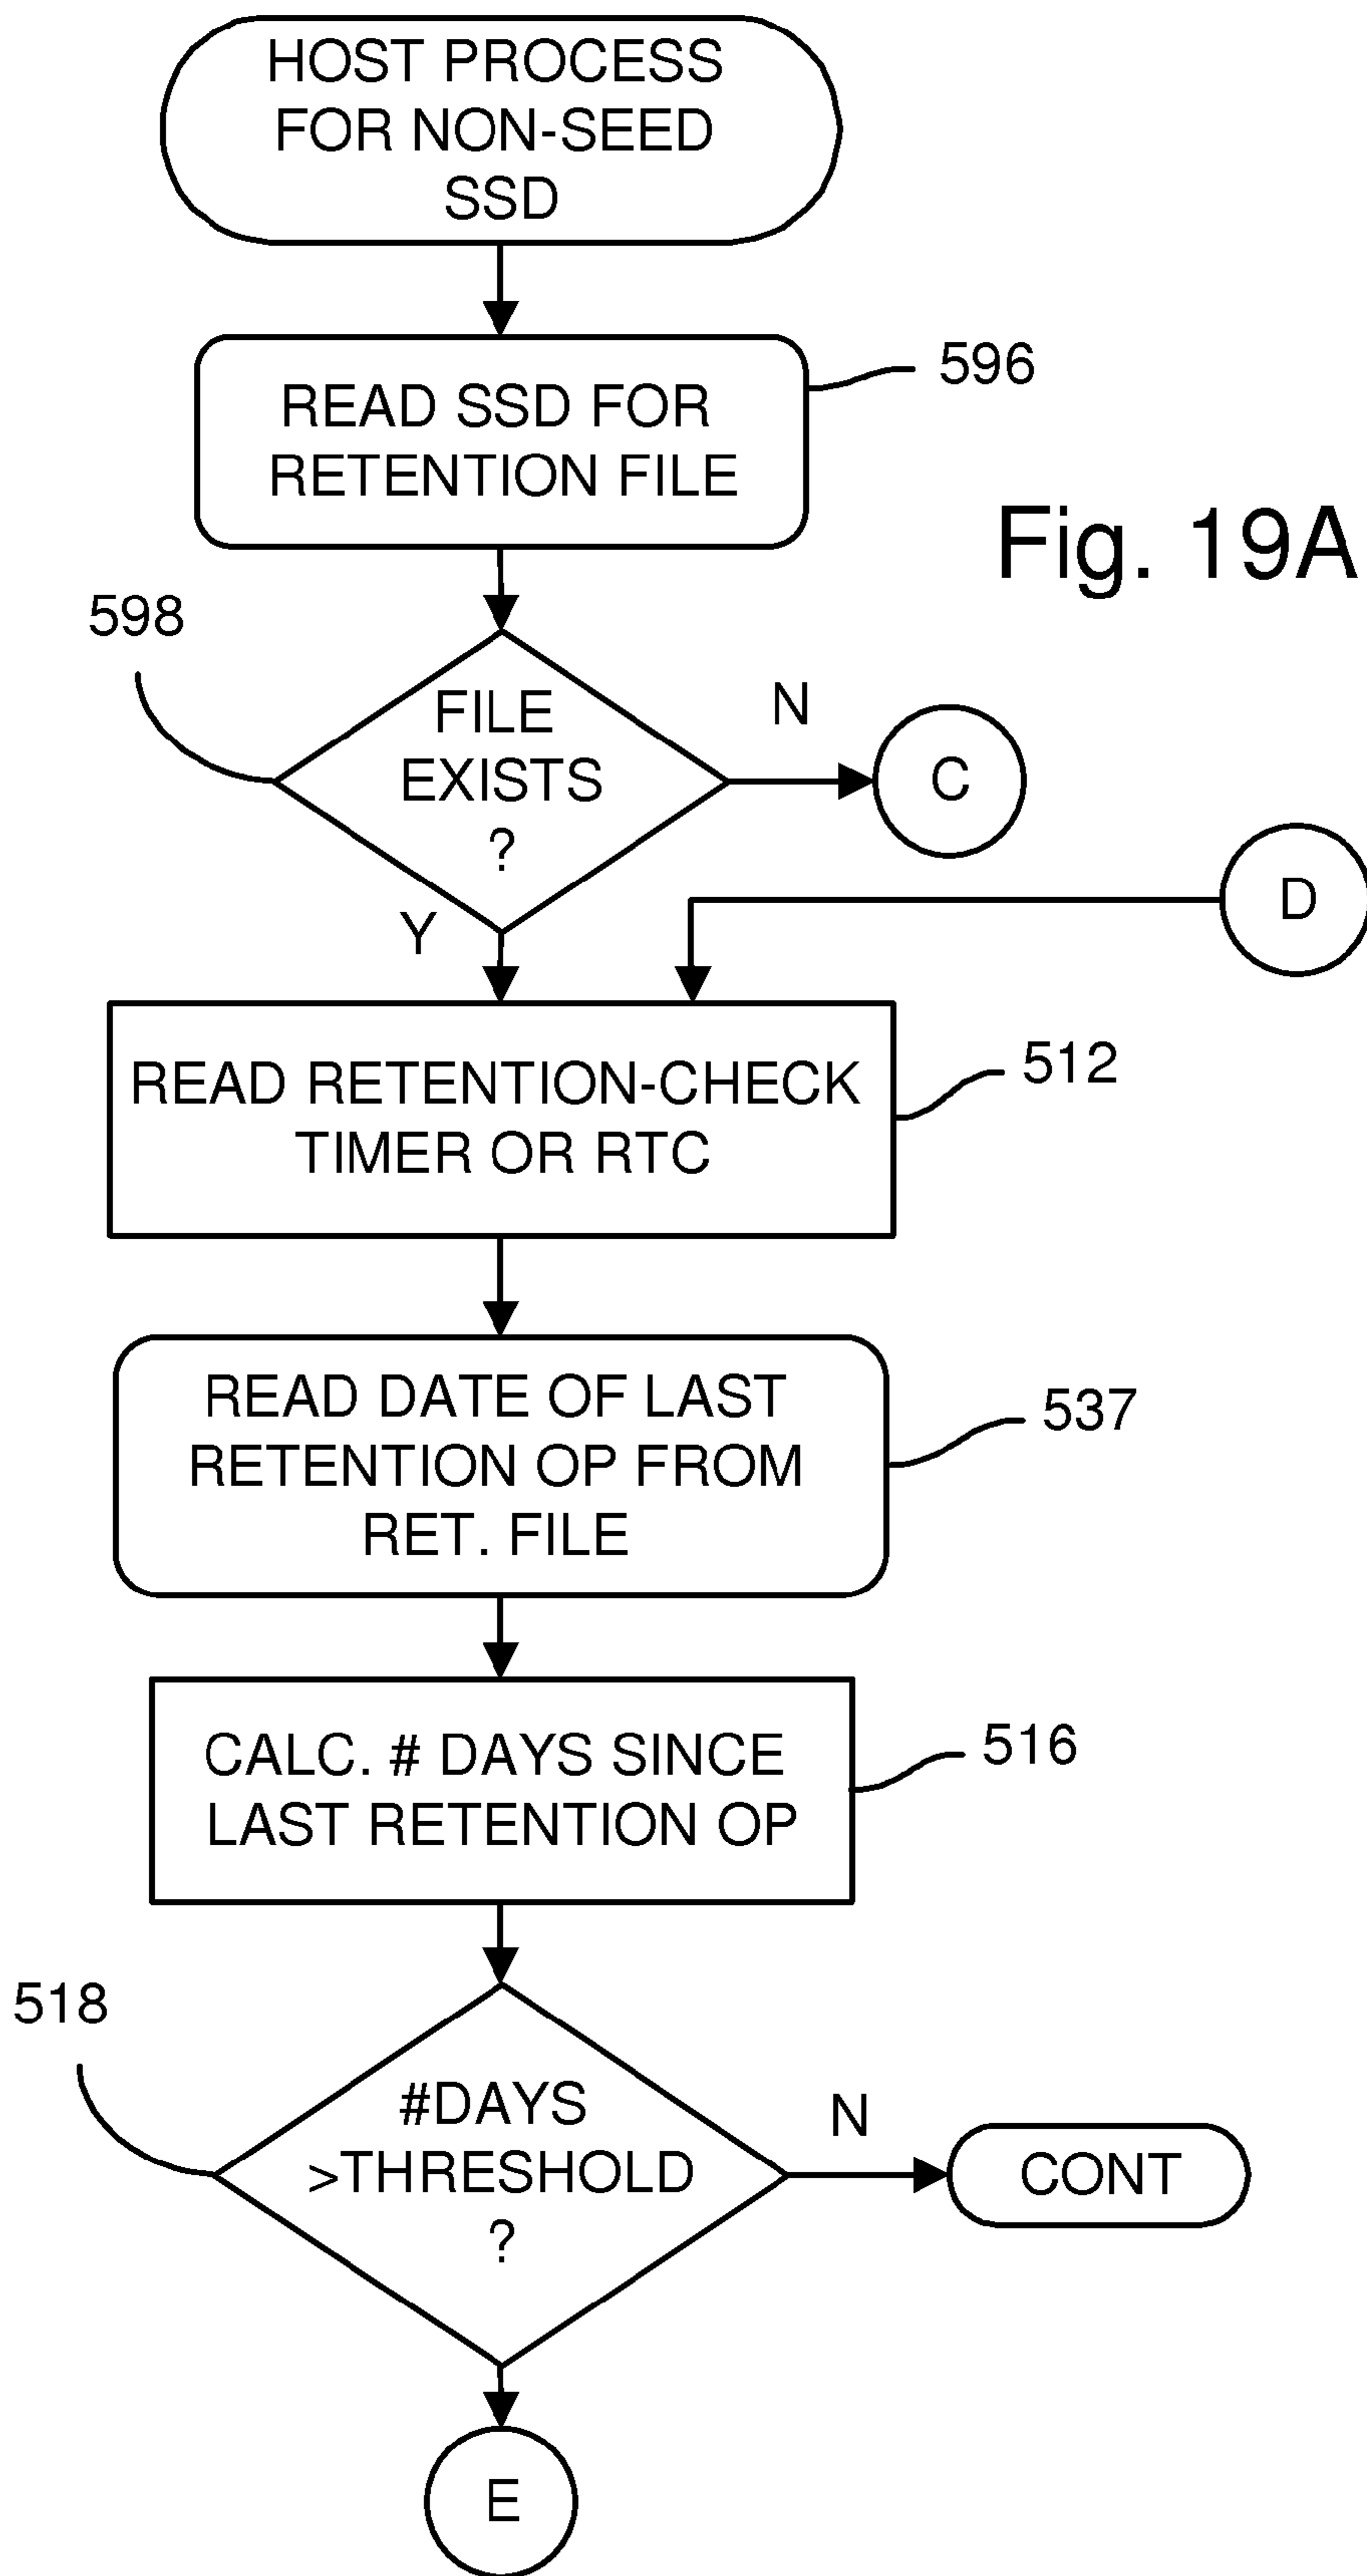 HOST PROCESS
FOR NON-SEED
SSD
596
READ SSD FOR
RETENTION FILE
Fig. 19A
598
FILE
EXISTS
?
N
C
D
Y
512
READ RETENTION-CHECK
TIMER OR RTC
537
READ DATE OF LAST
RETENTION OP FROM
RET. FILE
516
CALC. # DAYS SINCE
LAST RETENTION OP
518
#DAYS
>THRESHOLD
?
N
CONT
E